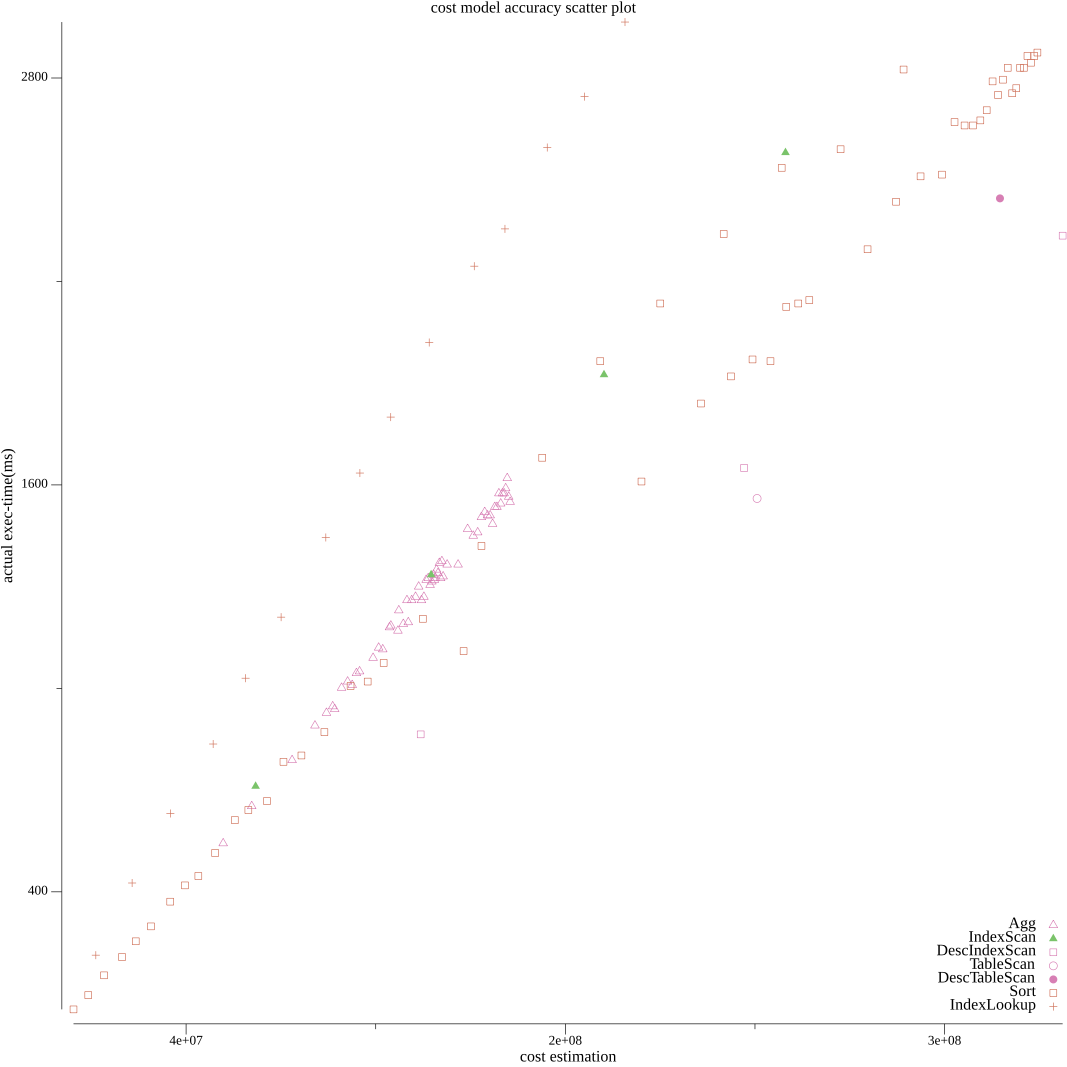 cost model accuracy scatter plot
2800
1600
400
actual exec-time(ms)
Agg
IndexScan
DescIndexScan
TableScan
DescTableScan
Sort
IndexLookup
4e+07
2e+08
3e+08
cost estimation